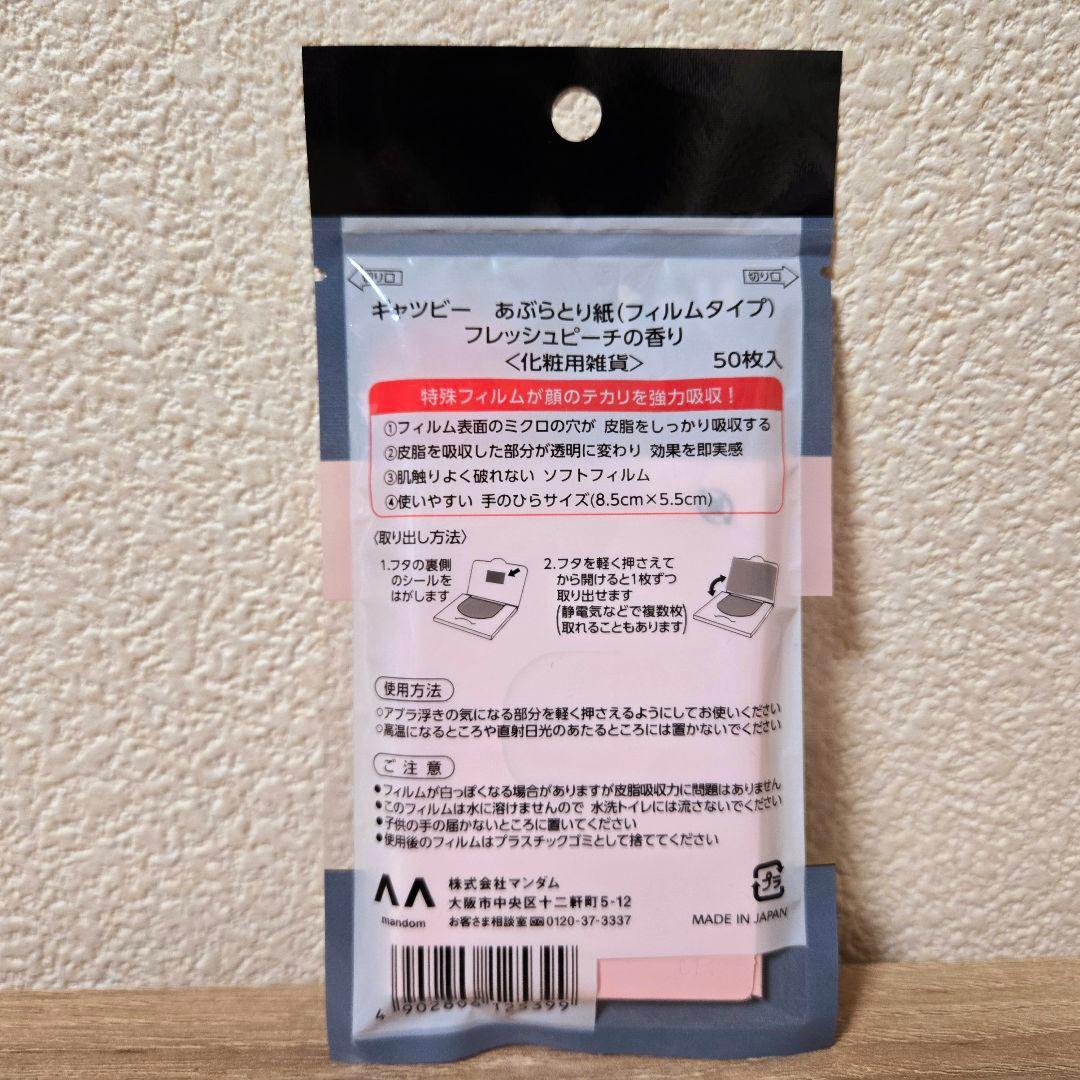 切り口 切り口
ギャツビー あぶらとり紙(フィルムタイプ)
フレッシュピーチの香り
<化粧用雑貨> 50枚入
特殊フィルムが顔のテカリを強力吸収!
①フィルム表面のミクロの穴が 皮脂をしっかり吸収する
②皮脂を吸収した部分が透明に変わり 効果を即実感
③肌触りよく破れない ソフトフィルム
④使いやすい 手のひらサイズ(8.5cm×5.5cm)
〈取り出し方法〉
1.フタの裏側
のシールを
はがします
2.フタを軽く押さえて
から開けると1枚ずつ
取り出せます
(静電気などで複数枚
取れることもあります)
使用方法
○アブラ浮きの気になる部分を軽く押さえるようにしてお使いください
○高温になるところや直射日光のあたるところには置かないでください
ご注意
●フィルムが白っぽくなる場合がありますが皮脂吸収力に問題はありません
●このフィルムは水に溶けませんので 水洗トイレには流さないでください
●子供の手の届かないところに置いてください
●使用後のフィルムはプラスチックゴミとして捨ててください
mandom
株式会社マンダム
大阪市中央区十二軒町5-12
お客さま相談室 0120-37-3337
プラ
MADE IN JAPAN
4 902806 125399